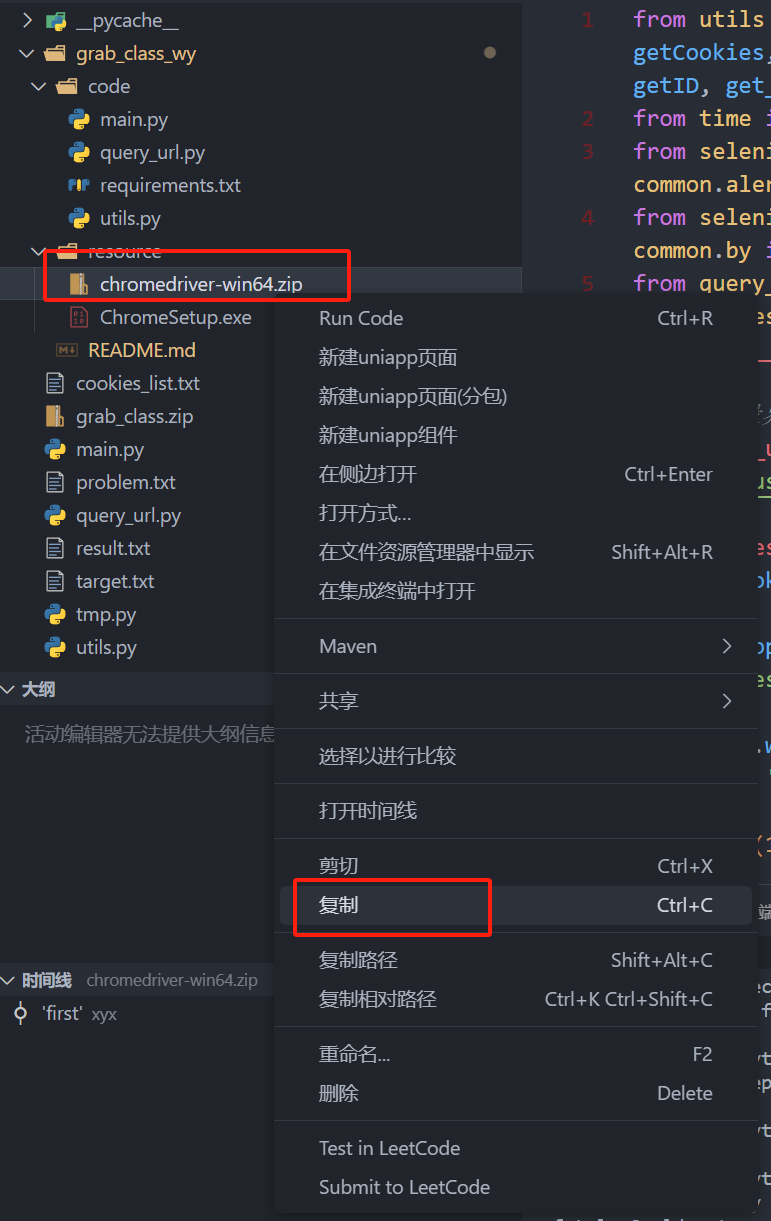 __pycache__
grab_class_wy
code
main.py
query_url.py
requirements.txt
utils.py
resource
chromedriver-win64.zip
ChromeSetup.exe
README.md
cookies_list.txt
grab_class.zip
main.py
problem.txt
query_url.py
result.txt
target.txt
tmp.py
utils.py
大纲
活动编辑器无法提供大纲信息
时间线 chromedriver-win64.zip
'first' xyx
1 from utils
getCookies,
getID, get_
2 from time i
3 from seleni
common.aler
4 from seleni
common.by i
5 from query_
Run Code Ctrl+R
新建uniapp页面
新建uniapp页面(分包)
新建uniapp组件
在侧边打开 Ctrl+Enter
打开方式...
在文件资源管理器中显示 Shift+Alt+R
在集成终端中打开
Maven
共享
选择以进行比较
打开时间线
剪切 Ctrl+X
复制 Ctrl+C
复制路径 Shift+Alt+C
复制相对路径 Ctrl+K Ctrl+Shift+C
重命名... F2
删除 Delete
Test in LeetCode
Submit to LeetCode